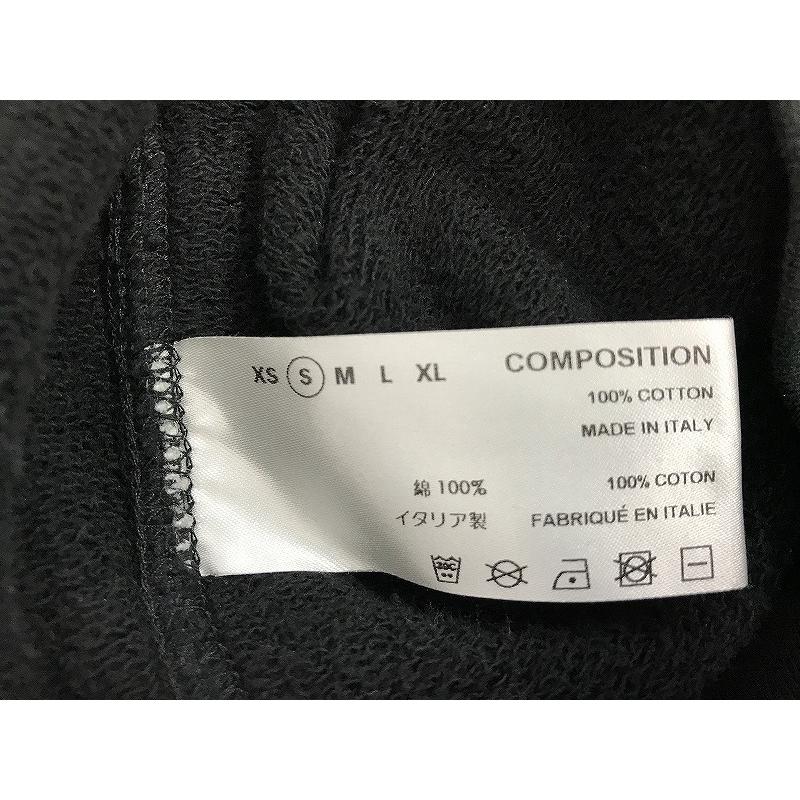 XS S M L XL
COMPOSITION
100% COTTON
MADE IN ITALY
綿 100%
イタリア製
100% COTON
FABRIQUÉ EN ITALIE
30C